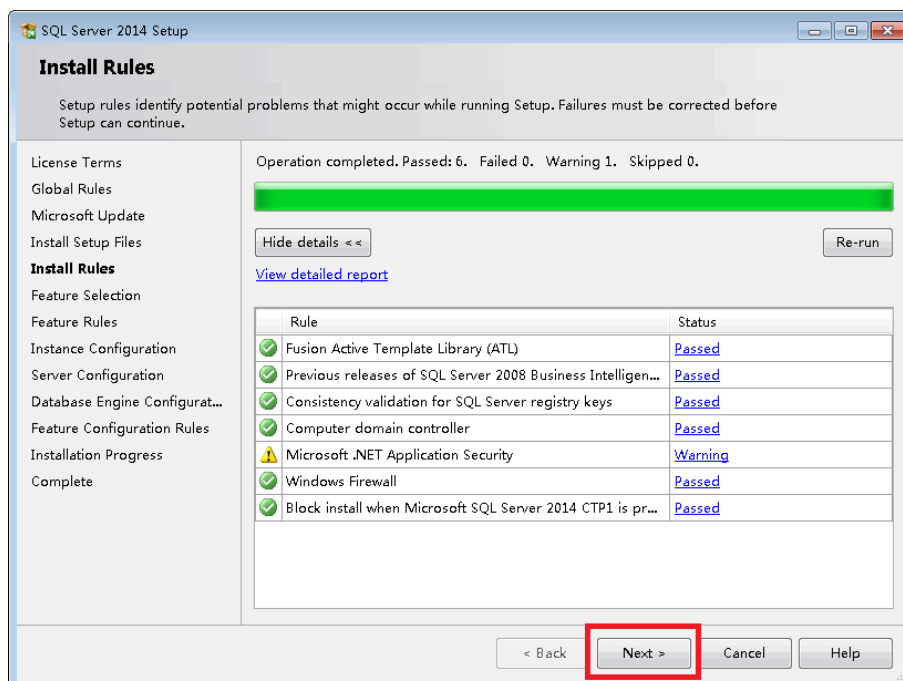 SQL Server 2014 Setup
Install Rules
Setup rules identify potential problems that might occur while running Setup. Failures must be corrected before
Setup can continue.
License Terms
Global Rules
Microsoft Update
Install Setup Files
Install Rules
Feature Selection
Feature Rules
Instance Configuration
Server Configuration
Database Engine Configurat...
Feature Configuration Rules
Installation Progress
Complete
Operation completed. Passed: 6.   Failed 0.   Warning 1.   Skipped 0.
Hide details <<
Re-run
View detailed report
Rule Status
Fusion Active Template Library (ATL) Passed
Previous releases of SQL Server 2008 Business Intelligen... Passed
Consistency validation for SQL Server registry keys Passed
Computer domain controller Passed
Microsoft .NET Application Security Warning
Windows Firewall Passed
Block install when Microsoft SQL Server 2014 CTP1 is pr... Passed
< Back Next > Cancel Help